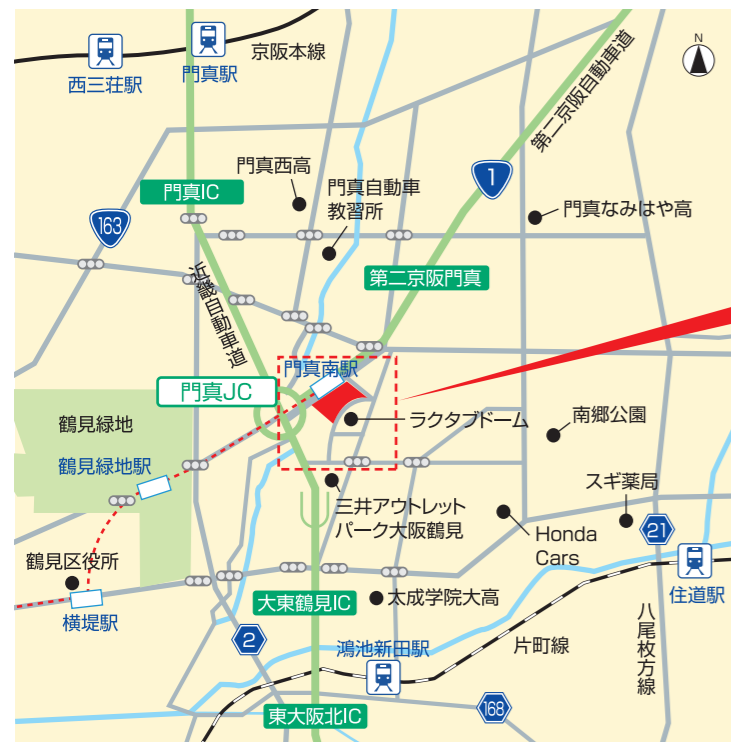 京阪本線
N
西三荘駅
門真駅
第二京阪自動車道
1
門真西高
門真IC
門真自動車
教習所
門真なみはや高
163
近畿自動車道
第二京阪門真
門真南駅
門真JC
鶴見緑地
ラクタブドーム
南郷公園
鶴見緑地駅
スギ薬局
三井アウトレット
パーク大阪鶴見
Honda
Cars
21
鶴見区役所
大東鶴見IC
太成学院大高
住道駅
横堤駅
2
鴻池新田駅
片町線
八尾枚方線
168
東大阪北IC